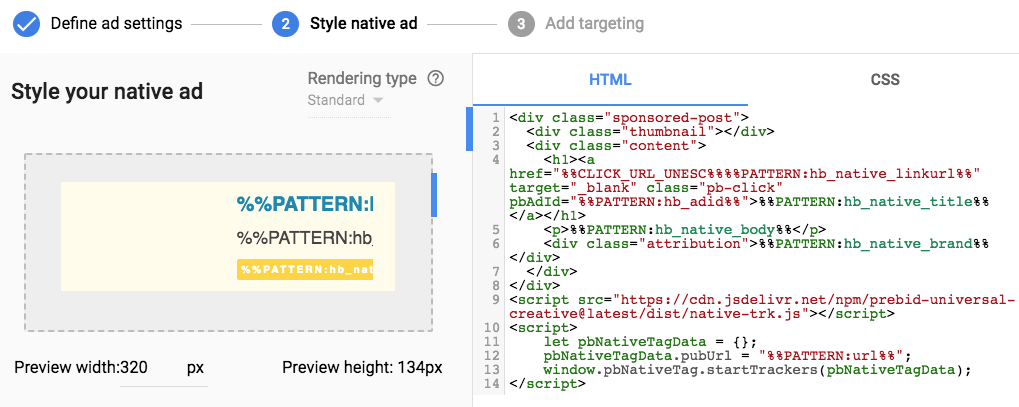 Define ad settings
2 Style native ad
3 Add targeting
Style your native ad
Rendering type ?
Standard
%%PATTERN:h
%%PATTERN:hb_
%%PATTERN:hb_nat
Preview width:320 px
Preview height: 134px
HTML
CSS
1 <div class="sponsored-post">
2 <div class="thumbnail"></div>
3 <div class="content">
4 <h1><a
href="%%CLICK_URL_UNESC%%%%PATTERN:hb_native_linkurl%%"
target="_blank" class="pb-click"
pbAdId="%%PATTERN:hb_adid%%">%%PATTERN:hb_native_title%%
</a></h1>
5 <p>%%PATTERN:hb_native_body%%</p>
6 <div class="attribution">%%PATTERN:hb_native_brand%%
</div>
7 </div>
8 </div>
9 <script src="https://cdn.jsdelivr.net/npm/prebid-universal-
creative@latest/dist/native-trk.js"></script>
10 <script>
11 let pbNativeTagData = {};
12 pbNativeTagData.pubUrl = "%%PATTERN:url%%";
13 window.pbNativeTag.startTrackers(pbNativeTagData);
14 </script>